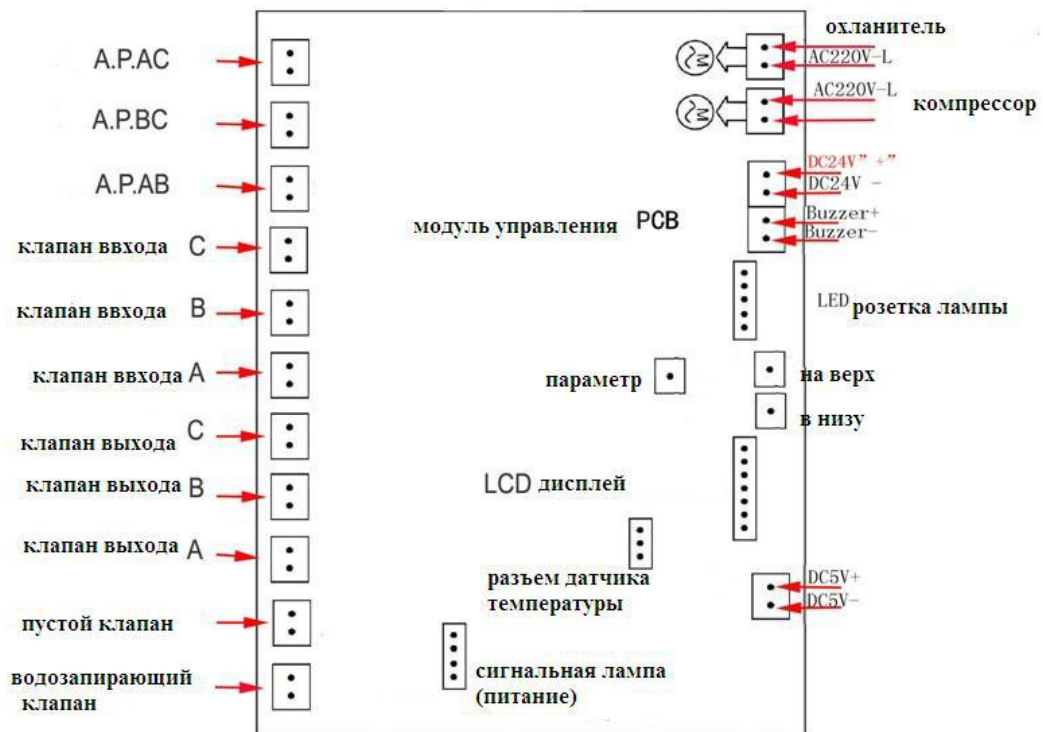 A.P.AC
A.P.BC
A.P.AB
клапан ввхода C
клапан ввхода B
клапан ввхода A
клапан выхода C
клапан выхода B
клапан выхода A
пустой клапан
водозапирающий
клапан
модуль управления PCB
параметр
LCD дисплей
разъем датчика
температуры
сигнальная лампа
(питание)
M
M
охланитель
AC220V-L
AC220V-L
компрессор
DC24V" +"
DC24V -
Buzzer+
Buzzer-
LED розетка лампы
на верх
в низу
DC5V+
DC5V-